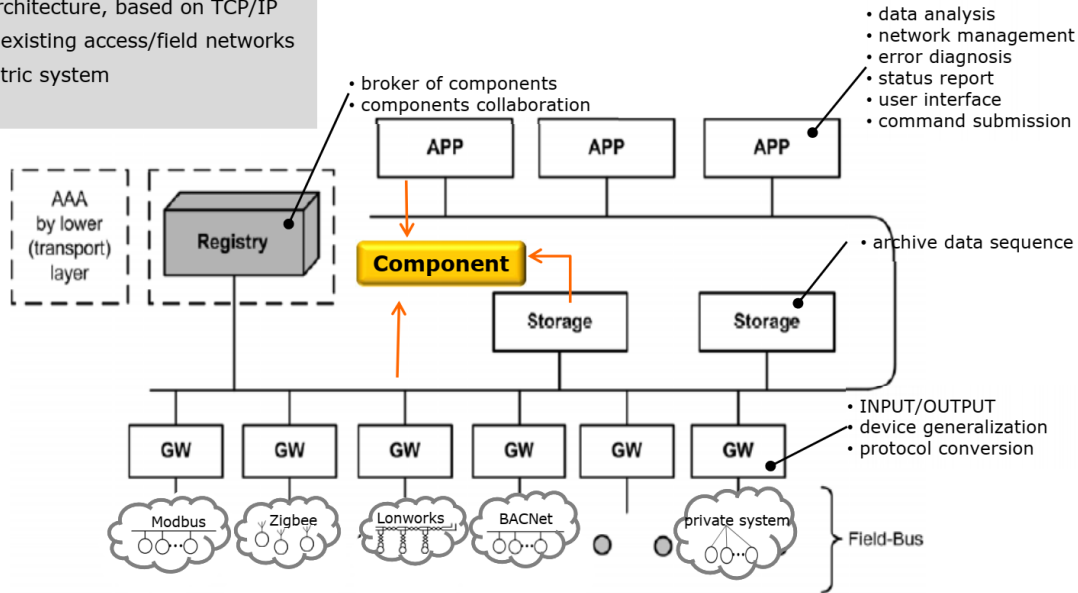 rchitecture, based on TCP/IP
existing access/field networks
tric system
• data analysis
• network management
• error diagnosis
• status report
• user interface
• command submission
• broker of components
• components collaboration
APP
APP
APP
AAA
by lower
(transport)
layer
Registry
Component
• archive data sequence
Storage
Storage
• INPUT/OUTPUT
• device generalization
• protocol conversion
GW
GW
GW
GW
GW
GW
Modbus
Zigbee
Lonworks
BACNet
private system
Field-Bus